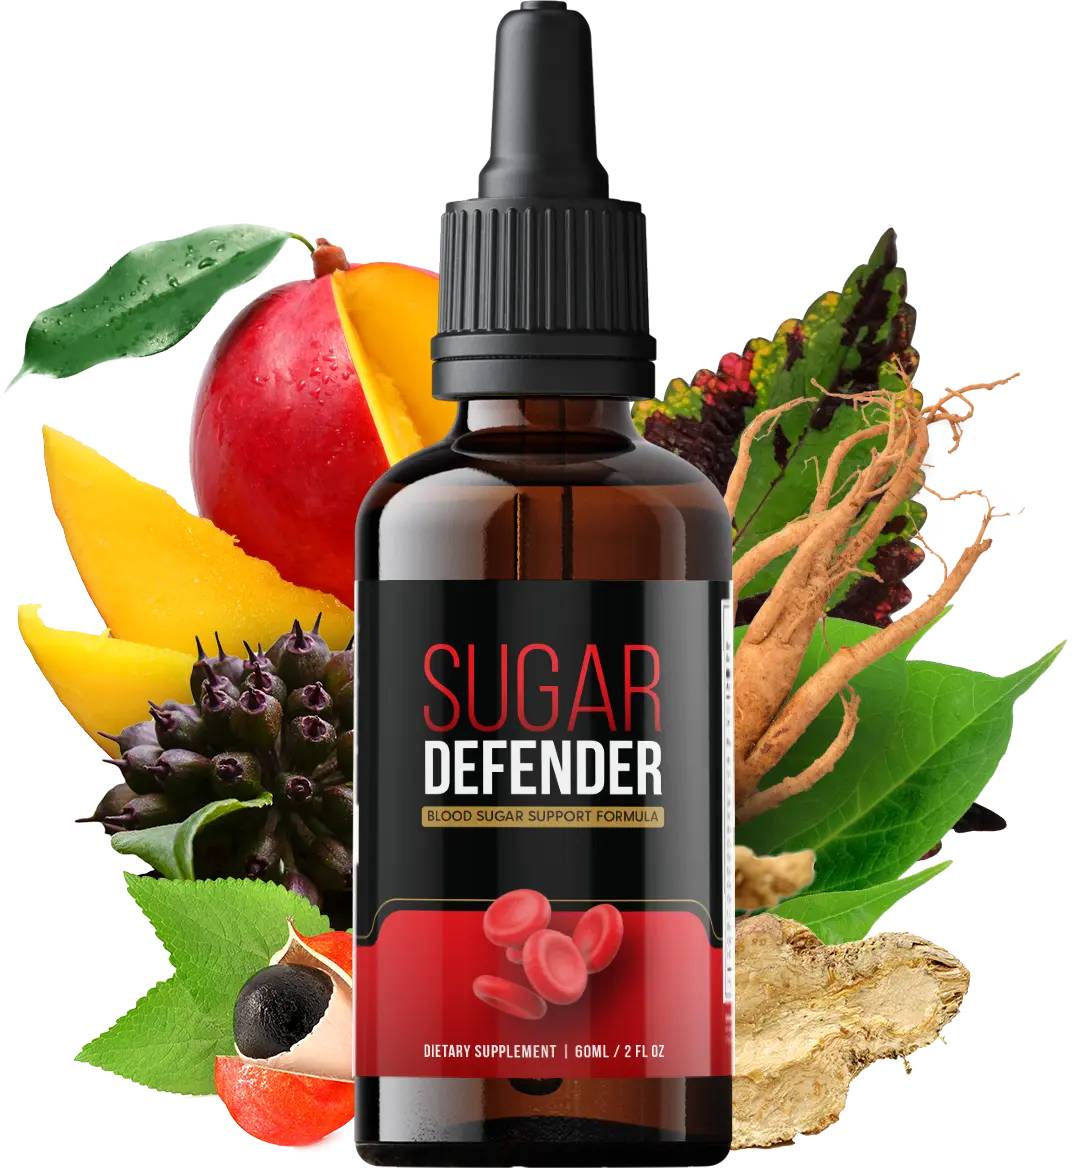 SUGAR
DEFENDER
BLOOD SUGAR SUPPORT FORMULA
DIETARY SUPPLEMENT | 60ML / 2 FL OZ